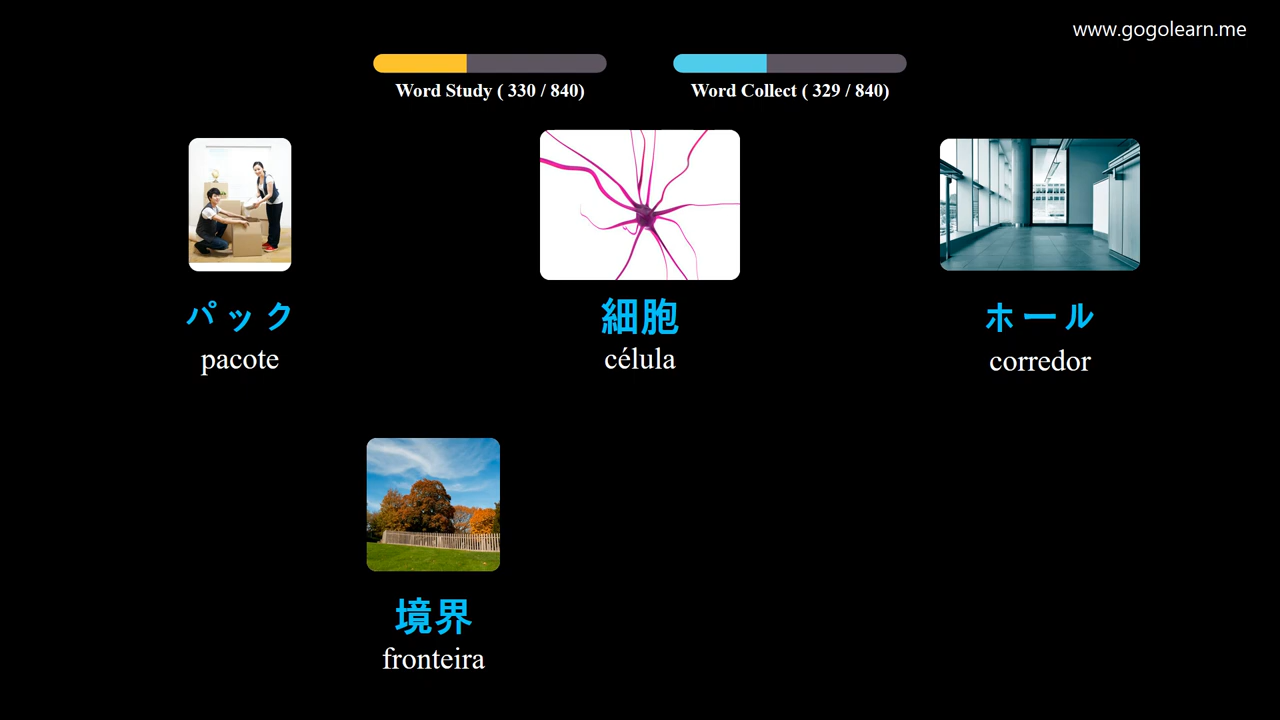 www.gogolearn.me
Word Study ( 330 / 840)
Word Collect ( 329 / 840)
パック
pacote
細胞
célula
ホール
corredor
境界
fronteira